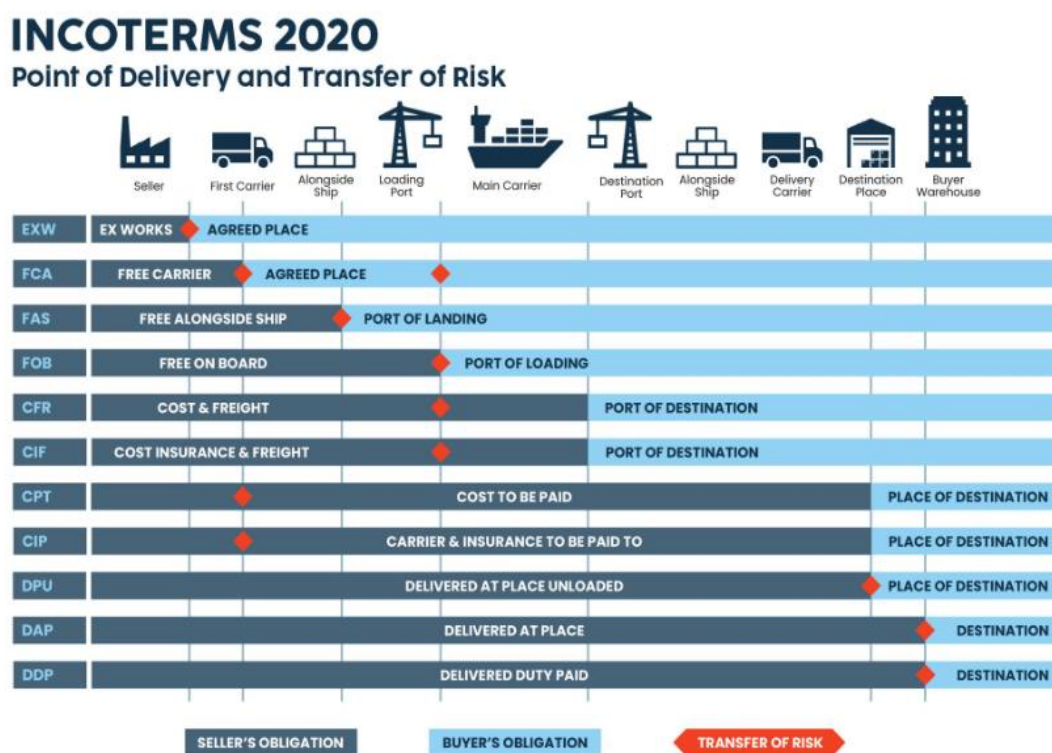 INCOTERMS 2020
Point of Delivery and Transfer of Risk
Seller
First Carrier
Alongside
Ship
Loading
Port
Main Carrier
Destination
Port
Alongside
Ship
Delivery
Carrier
Destination
Place
Buyer
Warehouse
EXW EX WORKS AGREED PLACE
FCA FREE CARRIER AGREED PLACE
FAS FREE ALONGSIDE SHIP PORT OF LANDING
FOB FREE ON BOARD PORT OF LOADING
CFR COST & FREIGHT PORT OF DESTINATION
CIF COST INSURANCE & FREIGHT PORT OF DESTINATION
CPT COST TO BE PAID PLACE OF DESTINATION
CIP CARRIER & INSURANCE TO BE PAID TO PLACE OF DESTINATION
DPU DELIVERED AT PLACE UNLOADED PLACE OF DESTINATION
DAP DELIVERED AT PLACE DESTINATION
DDP DELIVERED DUTY PAID DESTINATION
SELLER'S OBLIGATION BUYER'S OBLIGATION TRANSFER OF RISK